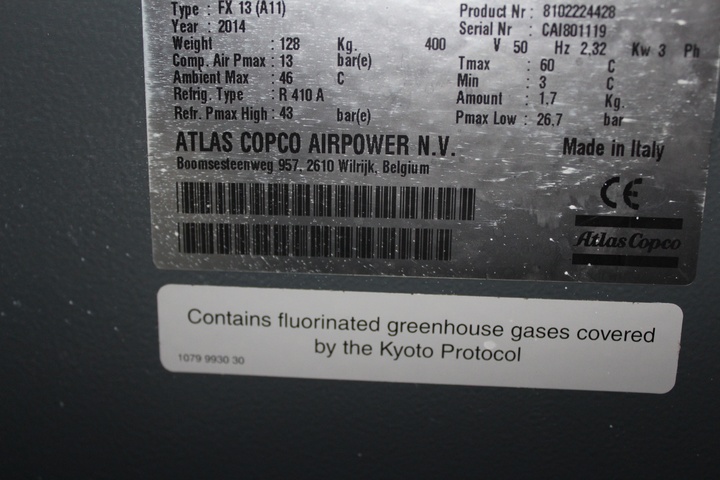 Type : FX 13 (A11) Product Nr : 8102224428
Year : 2014 Serial Nr : CAI801119
Weight : 128 Kg. 400 V 50 Hz 2,32 Kw 3 Ph
Comp. Air Pmax : 13 bar(e) Tmax : 60 C
Ambient Max : 46 C Min : 3 C
Refrig. Type : R 410 A Amount : 1,7 Kg.
Refr. Pmax High : 43 bar(e) Pmax Low : 26,7 bar
ATLAS COPCO AIRPOWER N.V. Made in Italy
Boomsesteenweg 957, 2610 Wilrijk, Belgium
CE
Atlas Copco
Contains fluorinated greenhouse gases covered
by the Kyoto Protocol
1079 9930 30